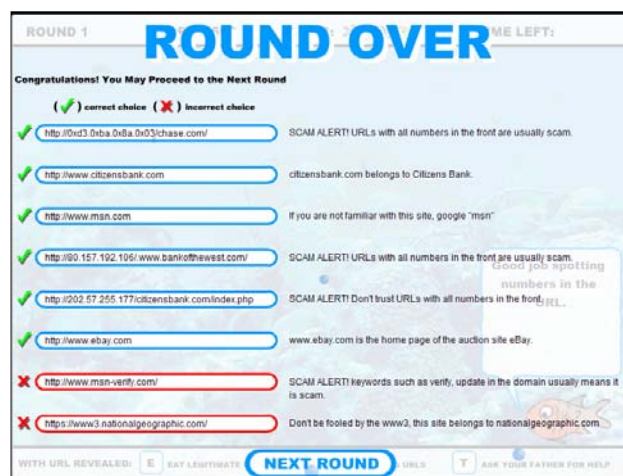 ROUND 1
ROUND OVER
ME LEFT:
Congratulations! You May Proceed to the Next Round
( ✓ ) correct choice ( ✗ ) incorrect choice
http://0xd3.0xba.0x8a.0x03/chase.com/ SCAM ALERT! URLs with all numbers in the front are usually scam.
http://www.citizensbank.com citizensbank.com belongs to Citizens Bank.
http://www.msn.com If you are not familiar with this site, google "msn"
http://80.157.192.106/.www.bankofthewest.com/ SCAM ALERT! URLs with all numbers in the front are usually scam.
Good job spotting
numbers in the
URL.
http://202.57.255.177/citizensbank.com/index.php SCAM ALERT! Don't trust URLs with all numbers in the front.
http://www.ebay.com www.ebay.com is the home page of the auction site eBay.
http://www.msn-verify.com/ SCAM ALERT! keywords such as verify, update in the domain usually means it
is scam.
https://www3.nationalgeographic.com/ Don't be fooled by the www3, this site belongs to nationalgeographic.com
WITH URL REVEALED: E EAT LEGITIMATE NEXT ROUND URLS T ASK YOUR FATHER FOR HELP